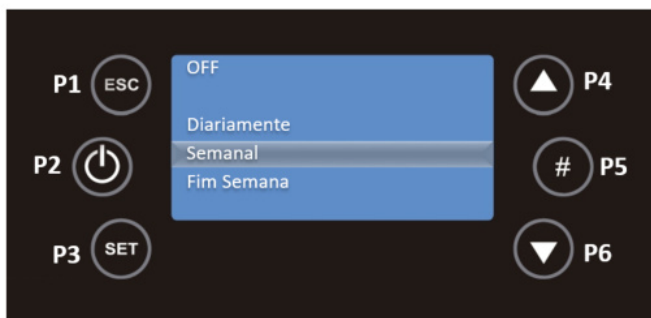 OFF
P1 ESC
P4
Diariamente
Semanal
P2
# P5
Fim Semana
P3 SET
P6